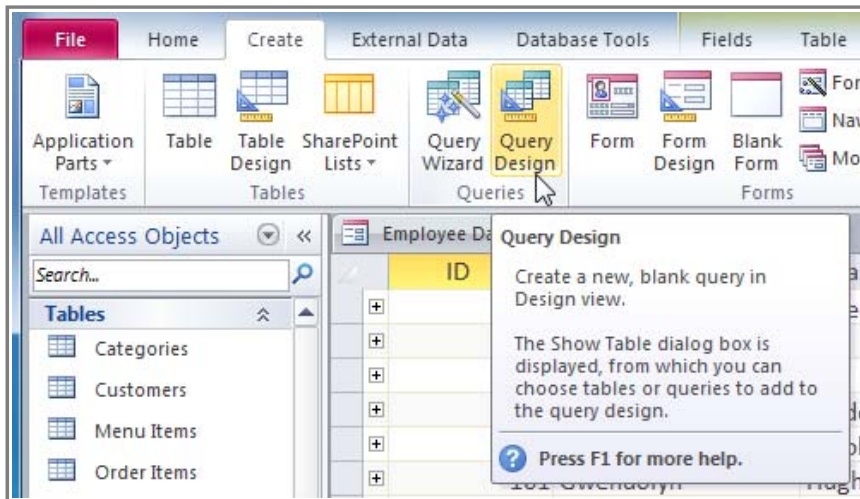 File Home Create External Data Database Tools Fields Table
Application Parts
Table
Table Design
SharePoint Lists
Query Wizard
Query Design
Form
Form Design
Blank Form
Templates Tables Queries Forms
All Access Objects
Search...
Tables
Categories
Customers
Menu Items
Order Items
Employee
ID
Query Design
Create a new, blank query in
Design view.
The Show Table dialog box is
displayed, from which you can
choose tables or queries to add to
the query design.
Press F1 for more help.